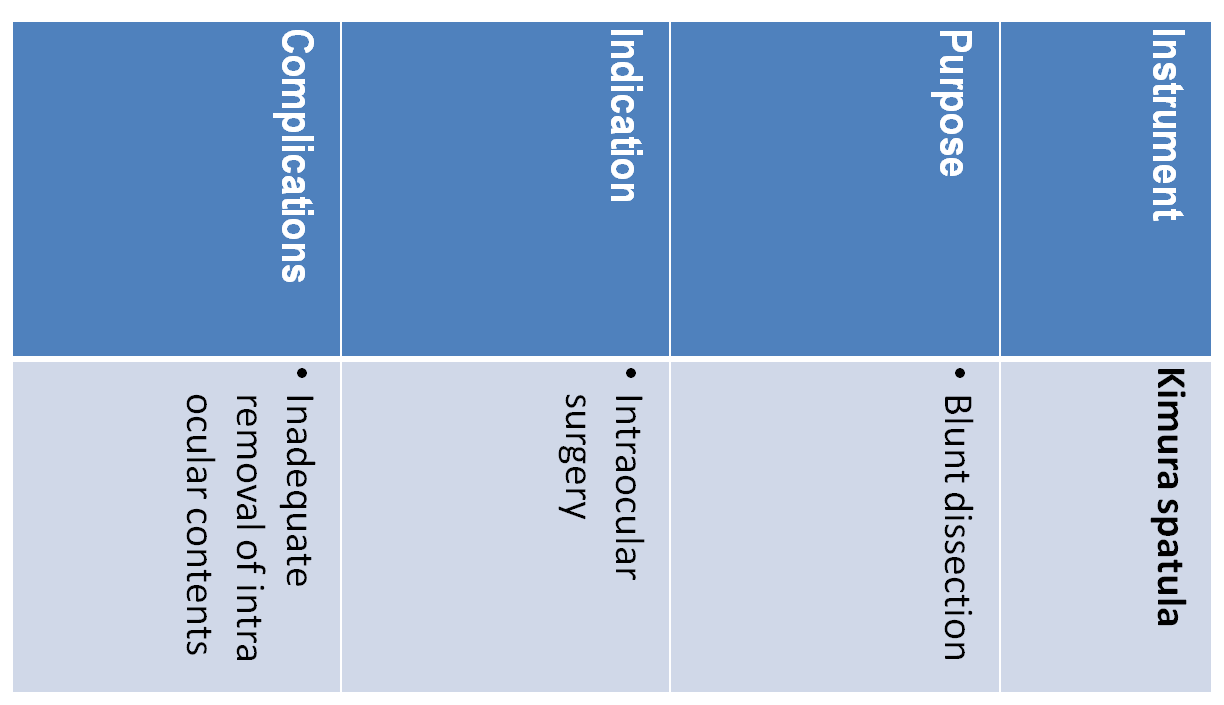 Instrument
Kimura spatula
Purpose
• Blunt dissection
Indication
• Intraocular
surgery
Complications
• Inadequate
removal of intra
ocular contents